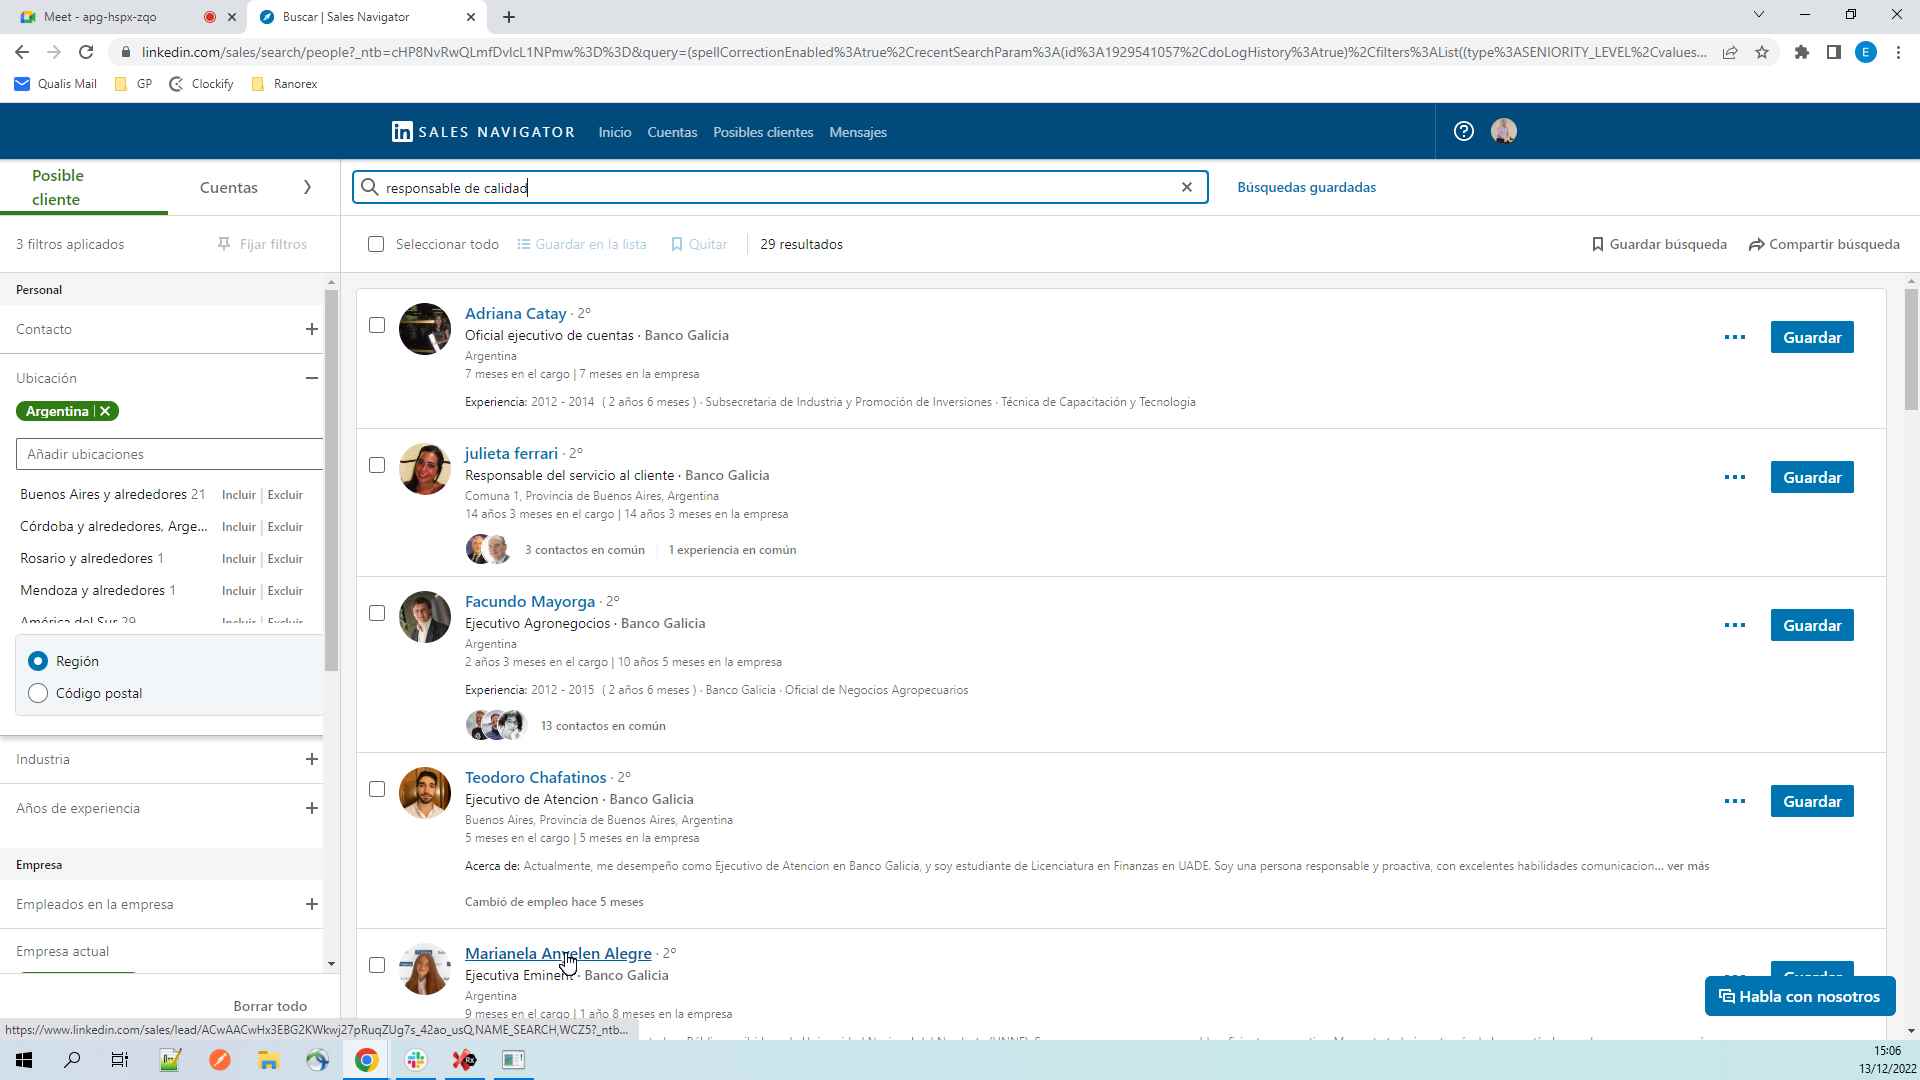 Meet - apg-hspx-zqo
Buscar | Sales Navigator
linkedin.com/sales/search/people?_ntb=cHP8NvRwQLmfDvlcL1NPmw%3D%3D&query=(spellCorrectionEnabled%3Atrue%2CrecentSearchParam%3A(id%3A1929541057%2CdoLogHistory%3Atrue)%2Cfilters%3AList((type%3ASENIORITY_LEVEL%2Cvalues...
E
Qualis Mail
GP
Clockify
Ranorex
in SALES NAVIGATOR
Inicio
Cuentas
Posibles clientes
Mensajes
Posible
cliente
Cuentas
responsable de calidad
Búsquedas guardadas
3 filtros aplicados
Fijar filtros
Seleccionar todo
Guardar en la lista
Quitar
29 resultados
Guardar búsqueda
Compartir búsqueda
Personal
Contacto
Ubicación
Argentina
Añadir ubicaciones
Buenos Aires y alrededores 21 Incluir | Excluir
Córdoba y alrededores, Arge... Incluir | Excluir
Rosario y alrededores 1 Incluir | Excluir
Mendoza y alrededores 1 Incluir | Excluir
América del Sur 29 Incluir | Excluir
Región
Código postal
Industria
Años de experiencia
Empresa
Empleados en la empresa
Empresa actual
Borrar todo
Adriana Catay · 2º
Oficial ejecutivo de cuentas · Banco Galicia
Argentina
7 meses en el cargo | 7 meses en la empresa
Experiencia: 2012 - 2014 ( 2 años 6 meses ) · Subsecretaria de Industria y Promoción de Inversiones · Técnica de Capacitación y Tecnologia
Guardar
julieta ferrari · 2º
Responsable del servicio al cliente · Banco Galicia
Comuna 1, Provincia de Buenos Aires, Argentina
14 años 3 meses en el cargo | 14 años 3 meses en la empresa
3 contactos en común
1 experiencia en común
Guardar
Facundo Mayorga · 2º
Ejecutivo Agronegocios · Banco Galicia
Argentina
2 años 3 meses en el cargo | 10 años 5 meses en la empresa
Experiencia: 2012 - 2015 ( 2 años 6 meses ) · Banco Galicia · Oficial de Negocios Agropecuarios
13 contactos en común
Guardar
Teodoro Chafatinos · 2º
Ejecutivo de Atencion · Banco Galicia
Buenos Aires, Provincia de Buenos Aires, Argentina
5 meses en el cargo | 5 meses en la empresa
Acerca de: Actualmente, me desempeño como Ejecutivo de Atencion en Banco Galicia, y soy estudiante de Licenciatura en Finanzas en UADE. Soy una persona responsable y proactiva, con excelentes habilidades comunicacion... ver más
Cambió de empleo hace 5 meses
Guardar
Marianela Alegre · 2º
Ejecutiva · Banco Galicia
Argentina
9 meses en el cargo | 1 año 8 meses en la empresa
Guardar
Habla con nosotros
https://www.linkedin.com/sales/lead/ACwAACwHx3EBG2KWkwj27pRuqZUg7s_42ao_usQ,NAME_SEARCH,WCZ5?_ntb...
15:06
13/12/2022